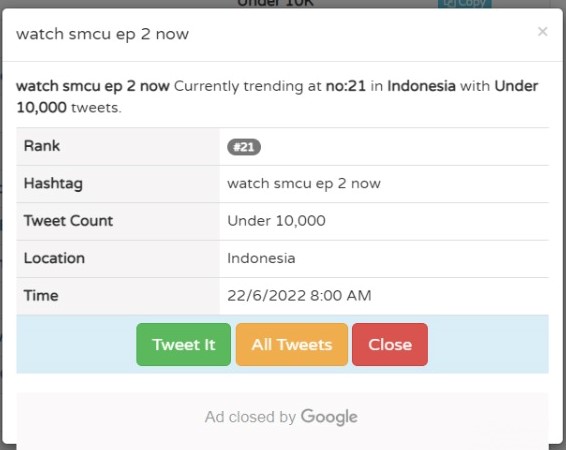 Under 10K
Copy
watch smcu ep 2 now ×
watch smcu ep 2 now Currently trending at no:21 in Indonesia with Under
10,000 tweets.
Rank #21
Hashtag watch smcu ep 2 now
Tweet Count Under 10,000
Location Indonesia
Time 22/6/2022 8:00 AM
Tweet It All Tweets Close
Ad closed by Google